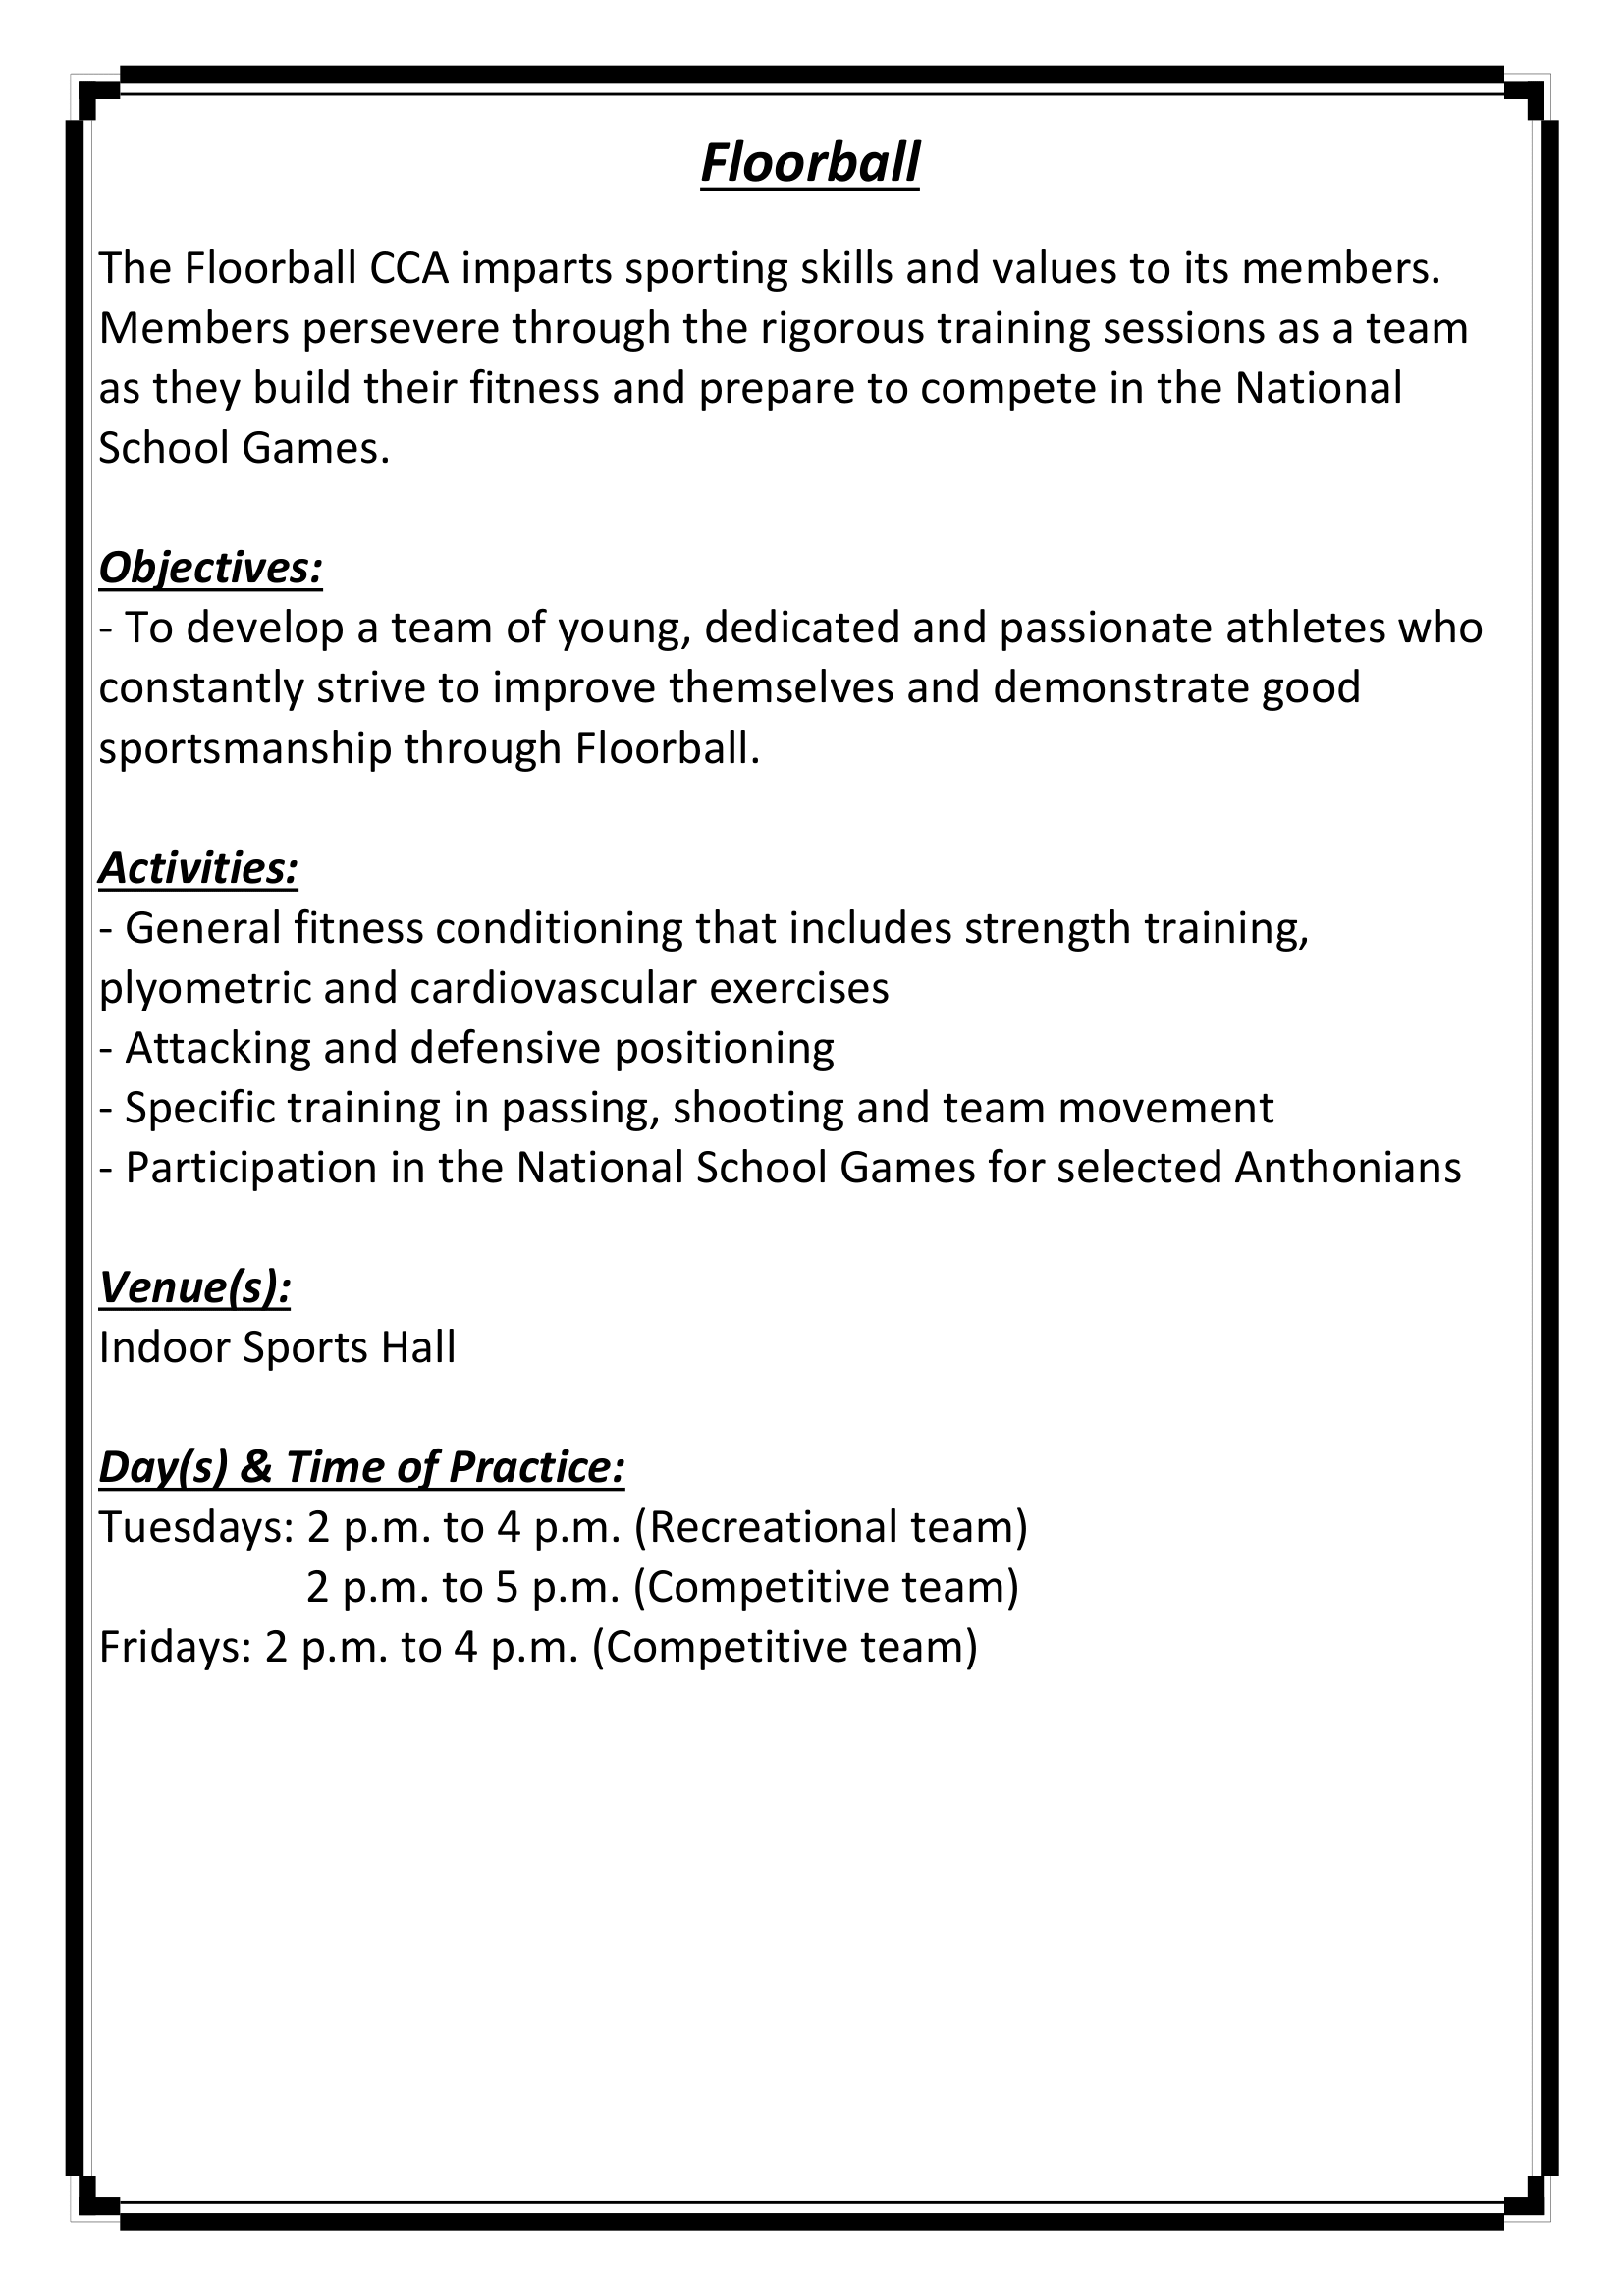 Floorball
The Floorball CCA imparts sporting skills and values to its members.
Members persevere through the rigorous training sessions as a team
as they build their fitness and prepare to compete in the National
School Games.
Objectives:
- To develop a team of young, dedicated and passionate athletes who
constantly strive to improve themselves and demonstrate good
sportsmanship through Floorball.
Activities:
- General fitness conditioning that includes strength training,
plyometric and cardiovascular exercises
- Attacking and defensive positioning
- Specific training in passing, shooting and team movement
- Participation in the National School Games for selected Anthonians
Venue(s):
Indoor Sports Hall
Day(s) & Time of Practice:
Tuesdays: 2 p.m. to 4 p.m. (Recreational team)
2 p.m. to 5 p.m. (Competitive team)
Fridays: 2 p.m. to 4 p.m. (Competitive team)